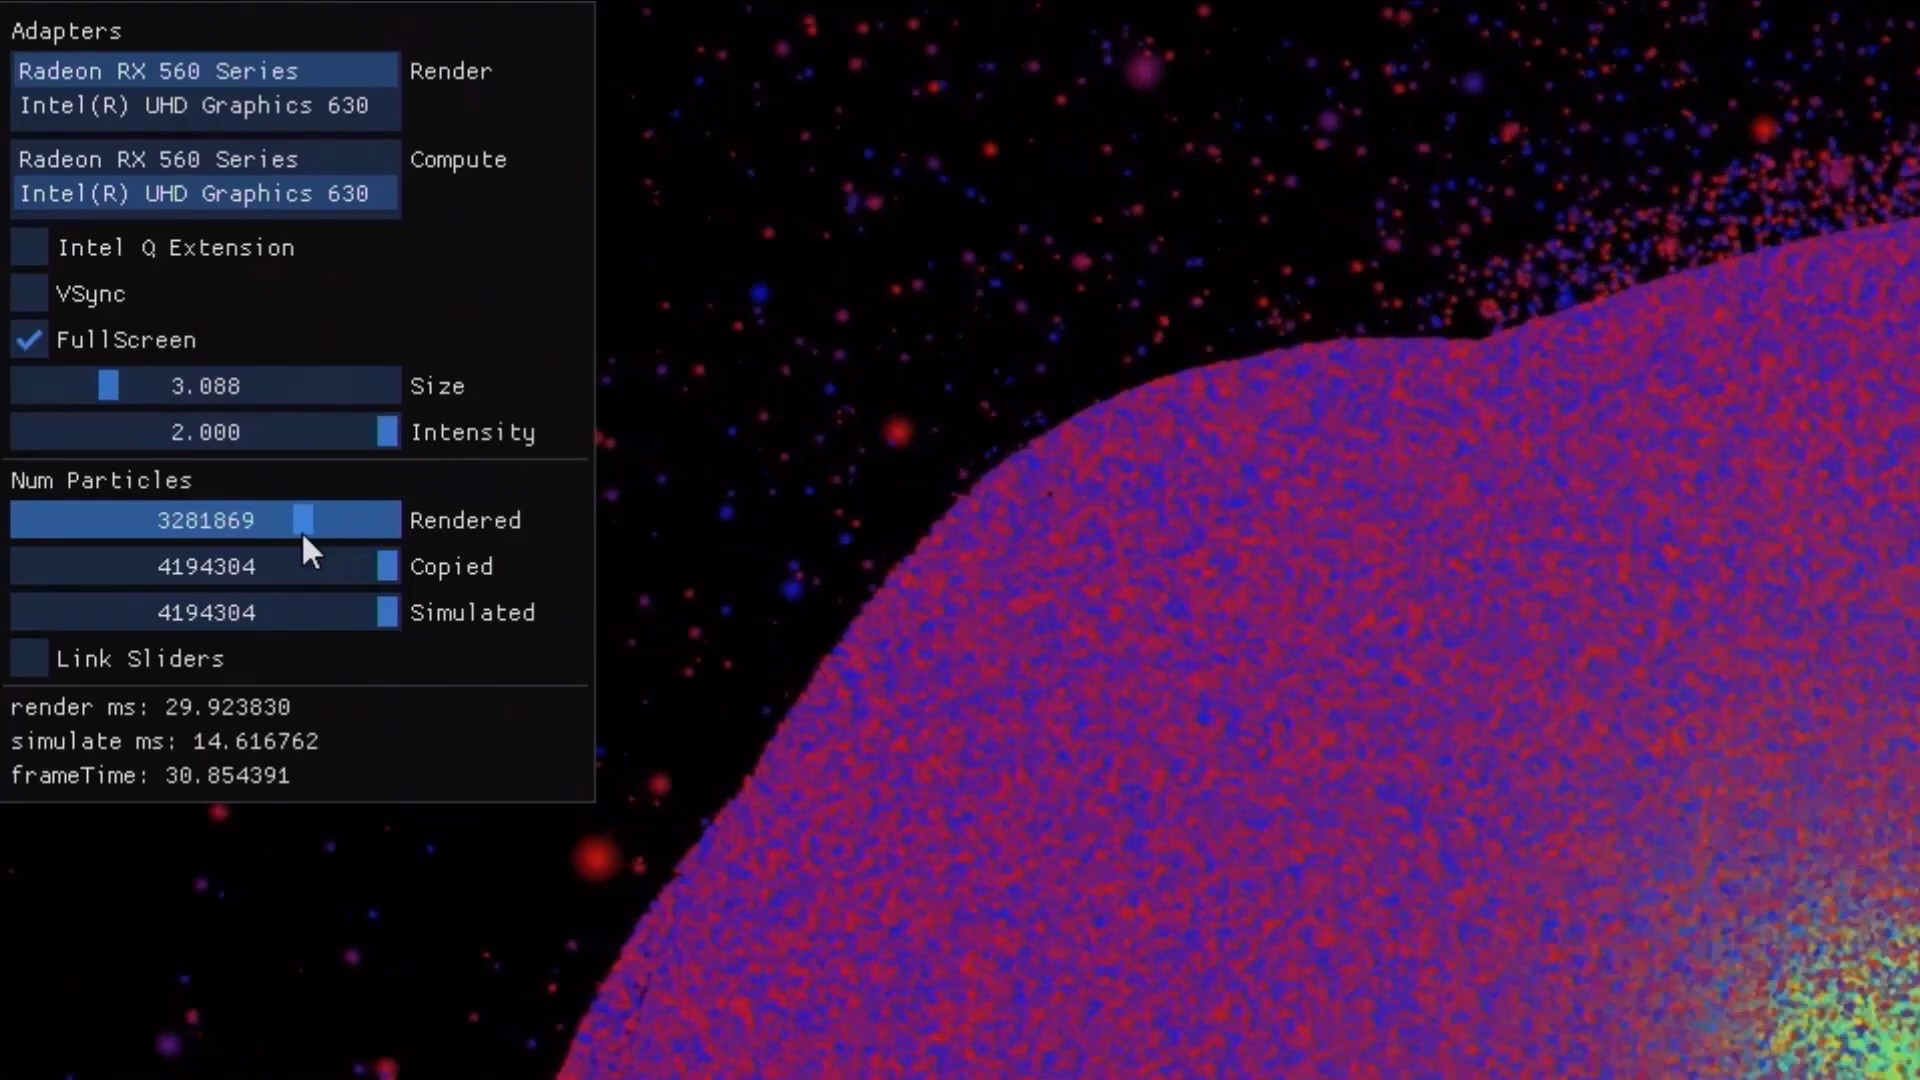 Adapters
Radeon RX 560 Series Render
Intel(R) UHD Graphics 630
Radeon RX 560 Series Compute
Intel(R) UHD Graphics 630
Intel Q Extension
VSync
FullScreen
3.088 Size
2.000 Intensity
Num Particles
3281869 Rendered
4194304 Copied
4194304 Simulated
Link Sliders
render ms: 29.923830
simulate ms: 14.616762
frameTime: 30.854391